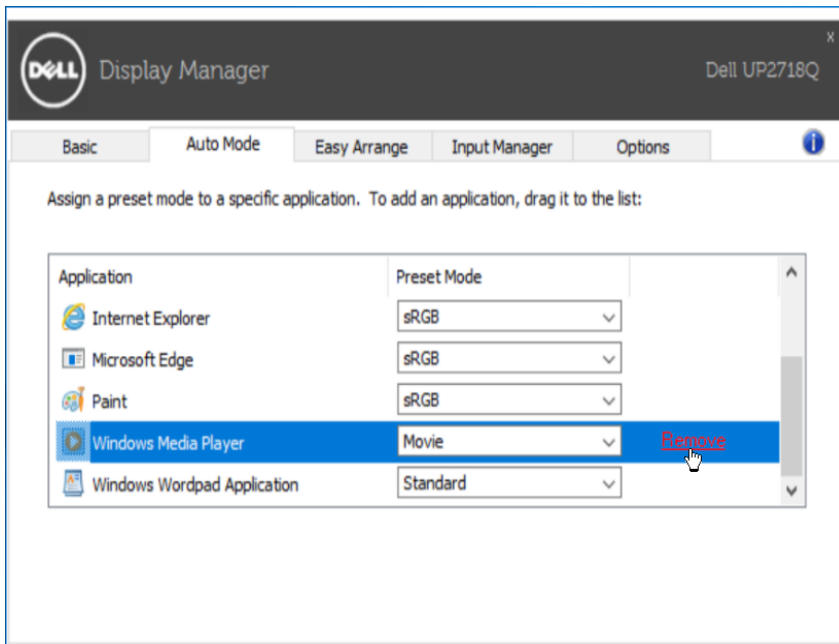 DELL Display Manager
x
Dell UP2718Q
Basic Auto Mode Easy Arrange Input Manager Options i
Assign a preset mode to a specific application. To add an application, drag it to the list:
Application Preset Mode
Internet Explorer sRGB
Microsoft Edge sRGB
Paint sRGB
Windows Media Player Movie Remove
Windows Wordpad Application Standard